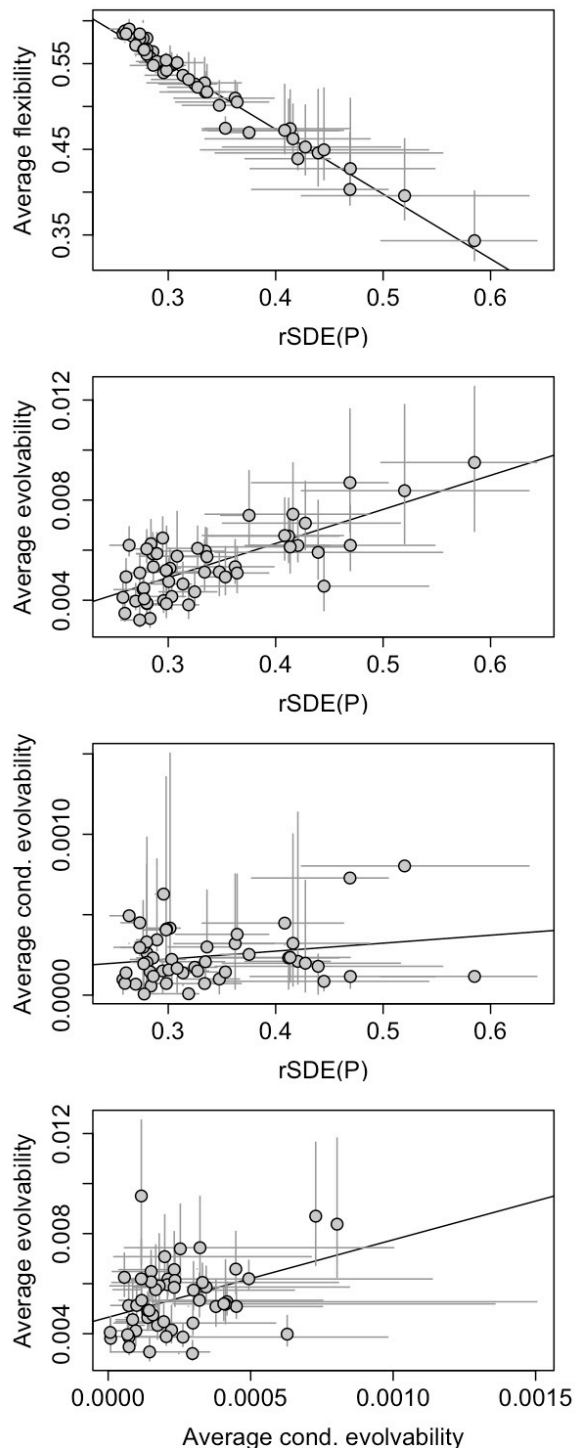 Average flexibility
0.55
0.45
0.35
0.3 0.4 0.5 0.6
rSDE(P)
Average evolvability
0.012
0.008
0.004
0.3 0.4 0.5 0.6
rSDE(P)
Average cond. evolvability
0.0010
0.0000
0.3 0.4 0.5 0.6
rSDE(P)
Average evolvability
0.012
0.008
0.004
0.0000 0.0005 0.0010 0.0015
Average cond. evolvability